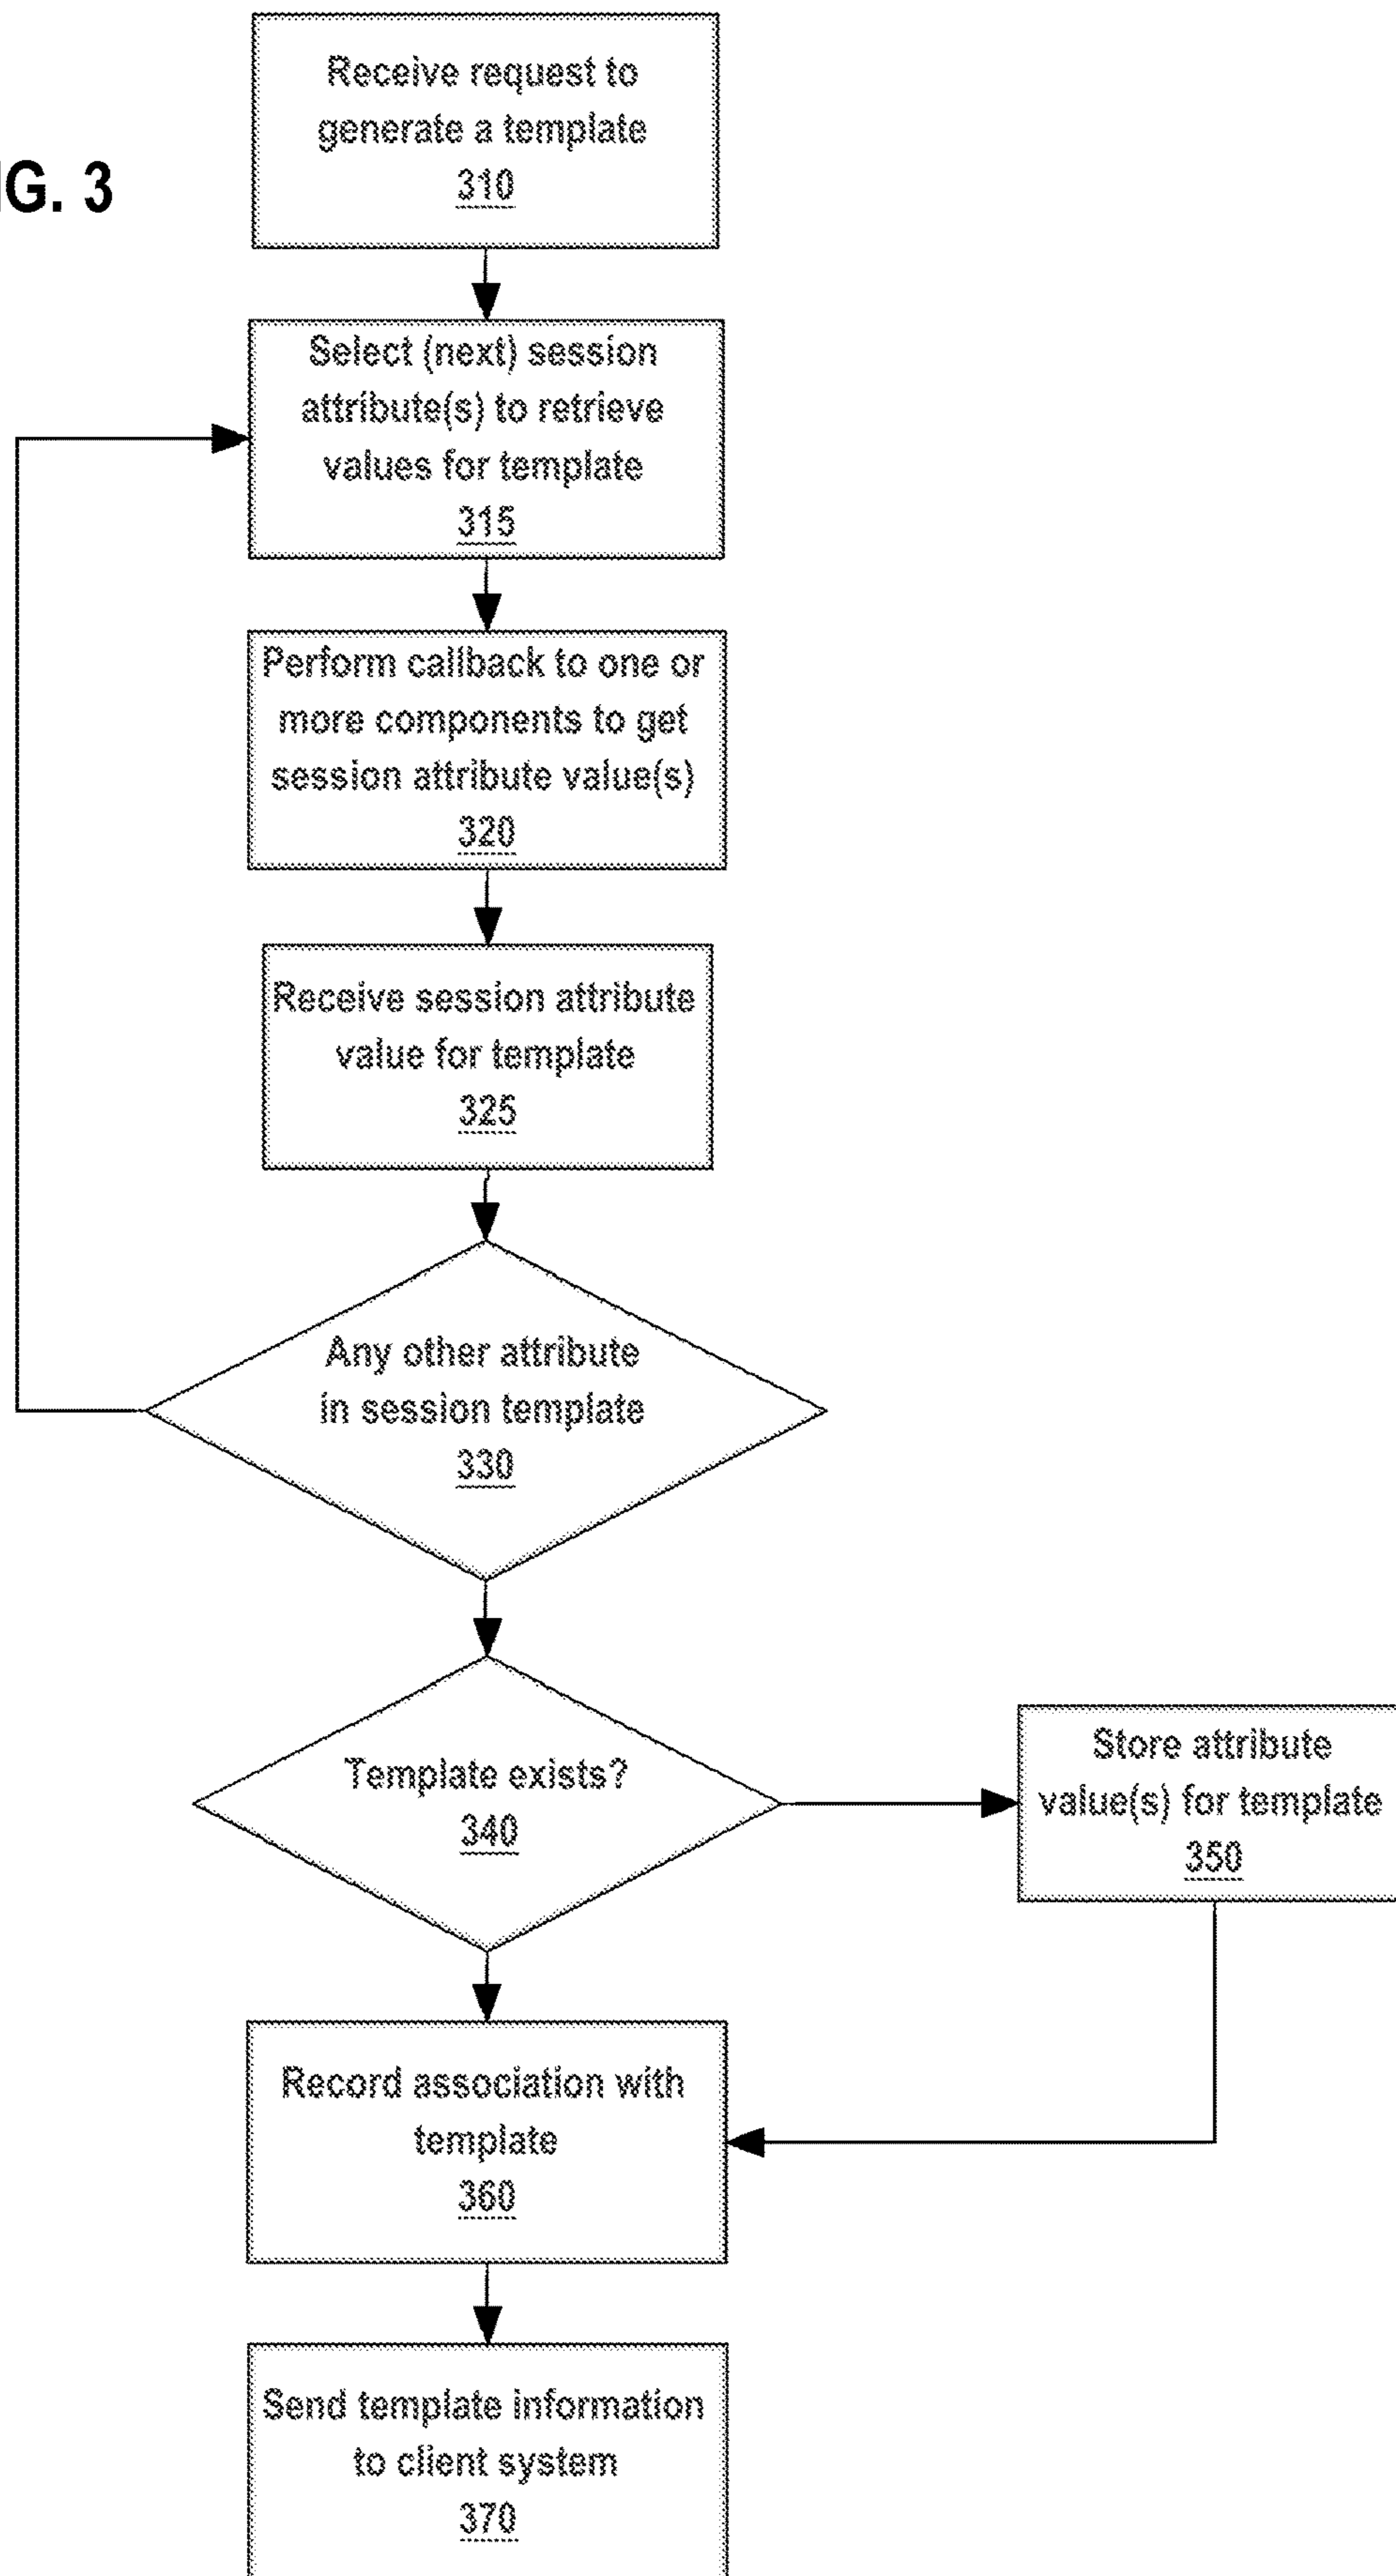 IG. 3
Receive request to
generate a template
310
Select (next) session
attribute(s) to retrieve
values for template
315
Perform callback to one or
more components to get
session attribute value(s)
320
Receive session attribute
value for template
325
Any other attribute
in session template
330
Template exists?
340
Store attribute
value(s) for template
350
Record association with
template
360
Send template information
to client system
370